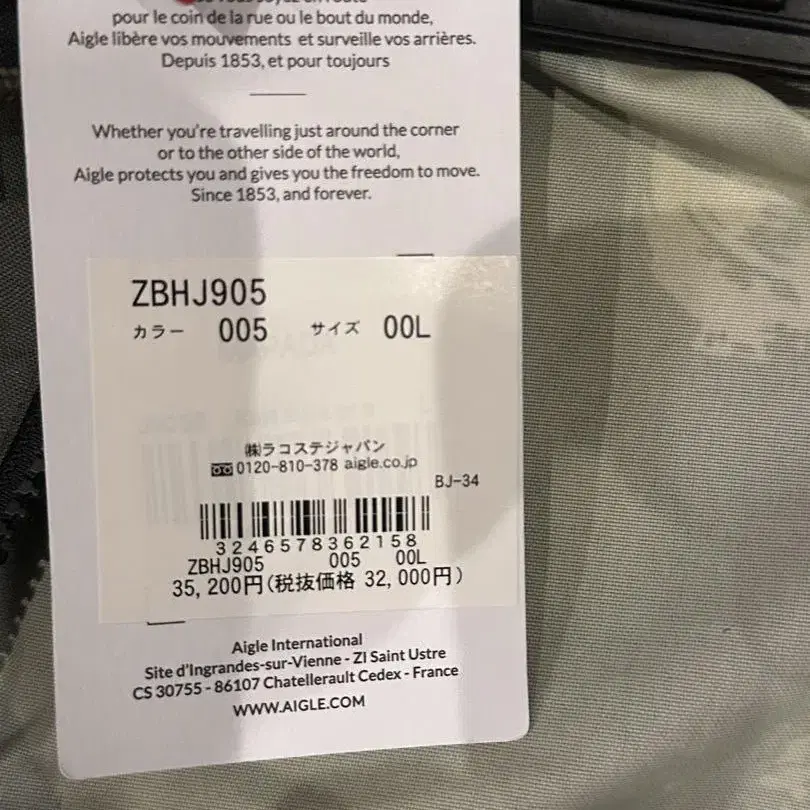 pour le coin de la rue ou le bout du monde,
Aigle libère vos mouvements et surveille vos arrières.
Depuis 1853, et pour toujours
Whether you're travelling just around the corner
or to the other side of the world,
Aigle protects you and gives you the freedom to move.
Since 1853, and forever.
ZBHJ905
カラー 005 サイズ 00L
㈱ラコステジャパン
0120-810-378 aigle.co.jp
BJ-34
3246578362158
ZBHJ905 005 00L
35,200円(税抜価格 32,000円)
Aigle International
Site d'Ingrandes-sur-Vienne - ZI Saint Ustre
CS 30755 - 86107 Chatellerault Cedex - France
WWW.AIGLE.COM